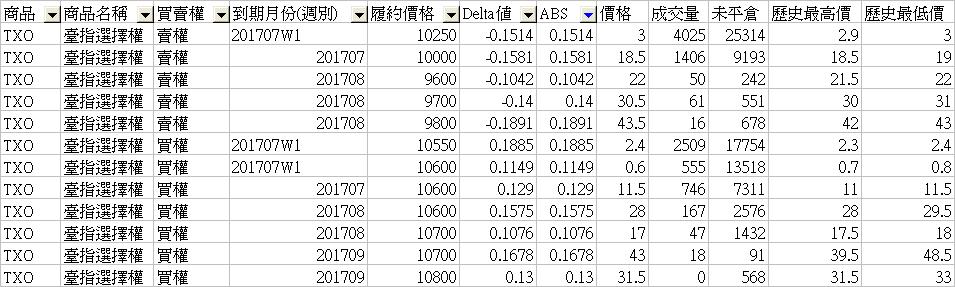 商品 商品名稱 買賣權 到期月份(週別) 履約價格 Delta值 ABS 價格 成交量 未平倉 歷史最高價 歷史最低價
TXO 臺指選擇權 賣權 201707W1 10250 -0.1514 0.1514 3 4025 25314 2.9 3
TXO 臺指選擇權 賣權 201707 10000 -0.1581 0.1581 18.5 1406 9193 18.5 19
TXO 臺指選擇權 賣權 201708 9600 -0.1042 0.1042 22 50 242 21.5 22
TXO 臺指選擇權 賣權 201708 9700 -0.14 0.14 30.5 61 551 30 31
TXO 臺指選擇權 賣權 201708 9800 -0.1891 0.1891 43.5 16 678 42 43
TXO 臺指選擇權 買權 201707W1 10550 0.1885 0.1885 2.4 2509 17754 2.3 2.4
TXO 臺指選擇權 買權 201707W1 10600 0.1149 0.1149 0.6 555 13518 0.7 0.8
TXO 臺指選擇權 買權 201707 10600 0.129 0.129 11.5 746 7311 11 11.5
TXO 臺指選擇權 買權 201708 10600 0.1575 0.1575 28 167 2576 28 29.5
TXO 臺指選擇權 買權 201708 10700 0.1076 0.1076 17 47 1432 17.5 18
TXO 臺指選擇權 買權 201709 10700 0.1678 0.1678 43 18 91 39.5 48.5
TXO 臺指選擇權 買權 201709 10800 0.13 0.13 31.5 0 568 31.5 33